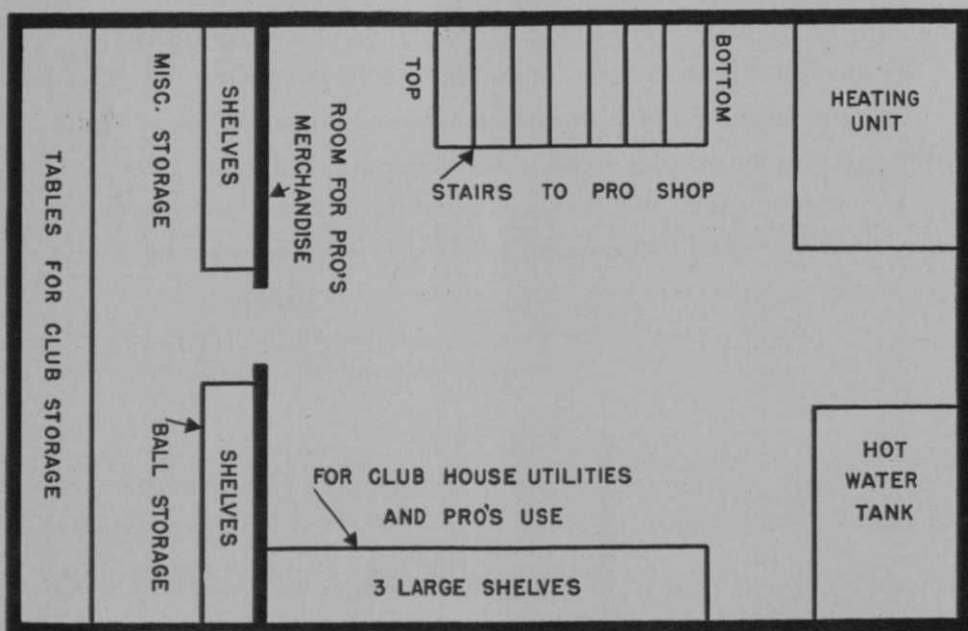 TABLES FOR CLUB STORAGE
MISC. STORAGE
SHELVES
ROOM FOR PRO'S
MERCHANDISE
TOP
BOTTOM
STAIRS TO PRO SHOP
HEATING
UNIT
BALL STORAGE
SHELVES
FOR CLUB HOUSE UTILITIES
AND PRO'S USE
3 LARGE SHELVES
HOT
WATER
TANK